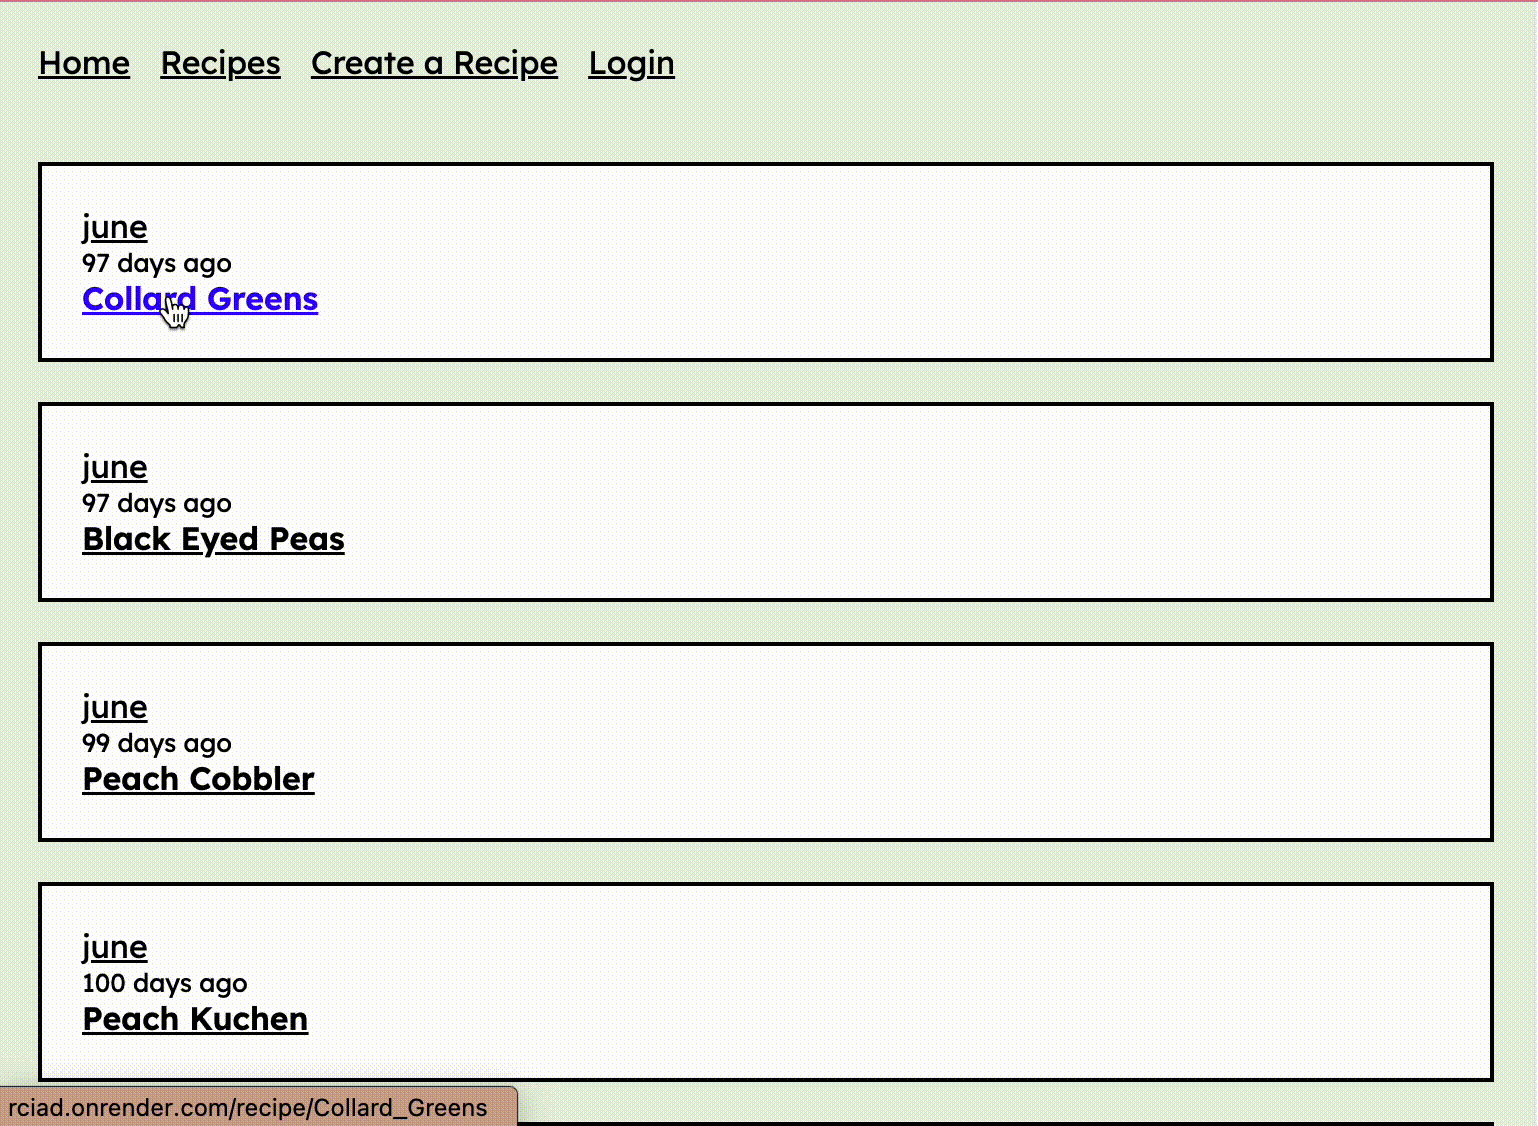 Home Recipes Create a Recipe Login
june
97 days ago
Collard Greens
june
97 days ago
Black Eyed Peas
june
99 days ago
Peach Cobbler
june
100 days ago
Peach Kuchen
rciad.onrender.com/recipe/Collard_Greens